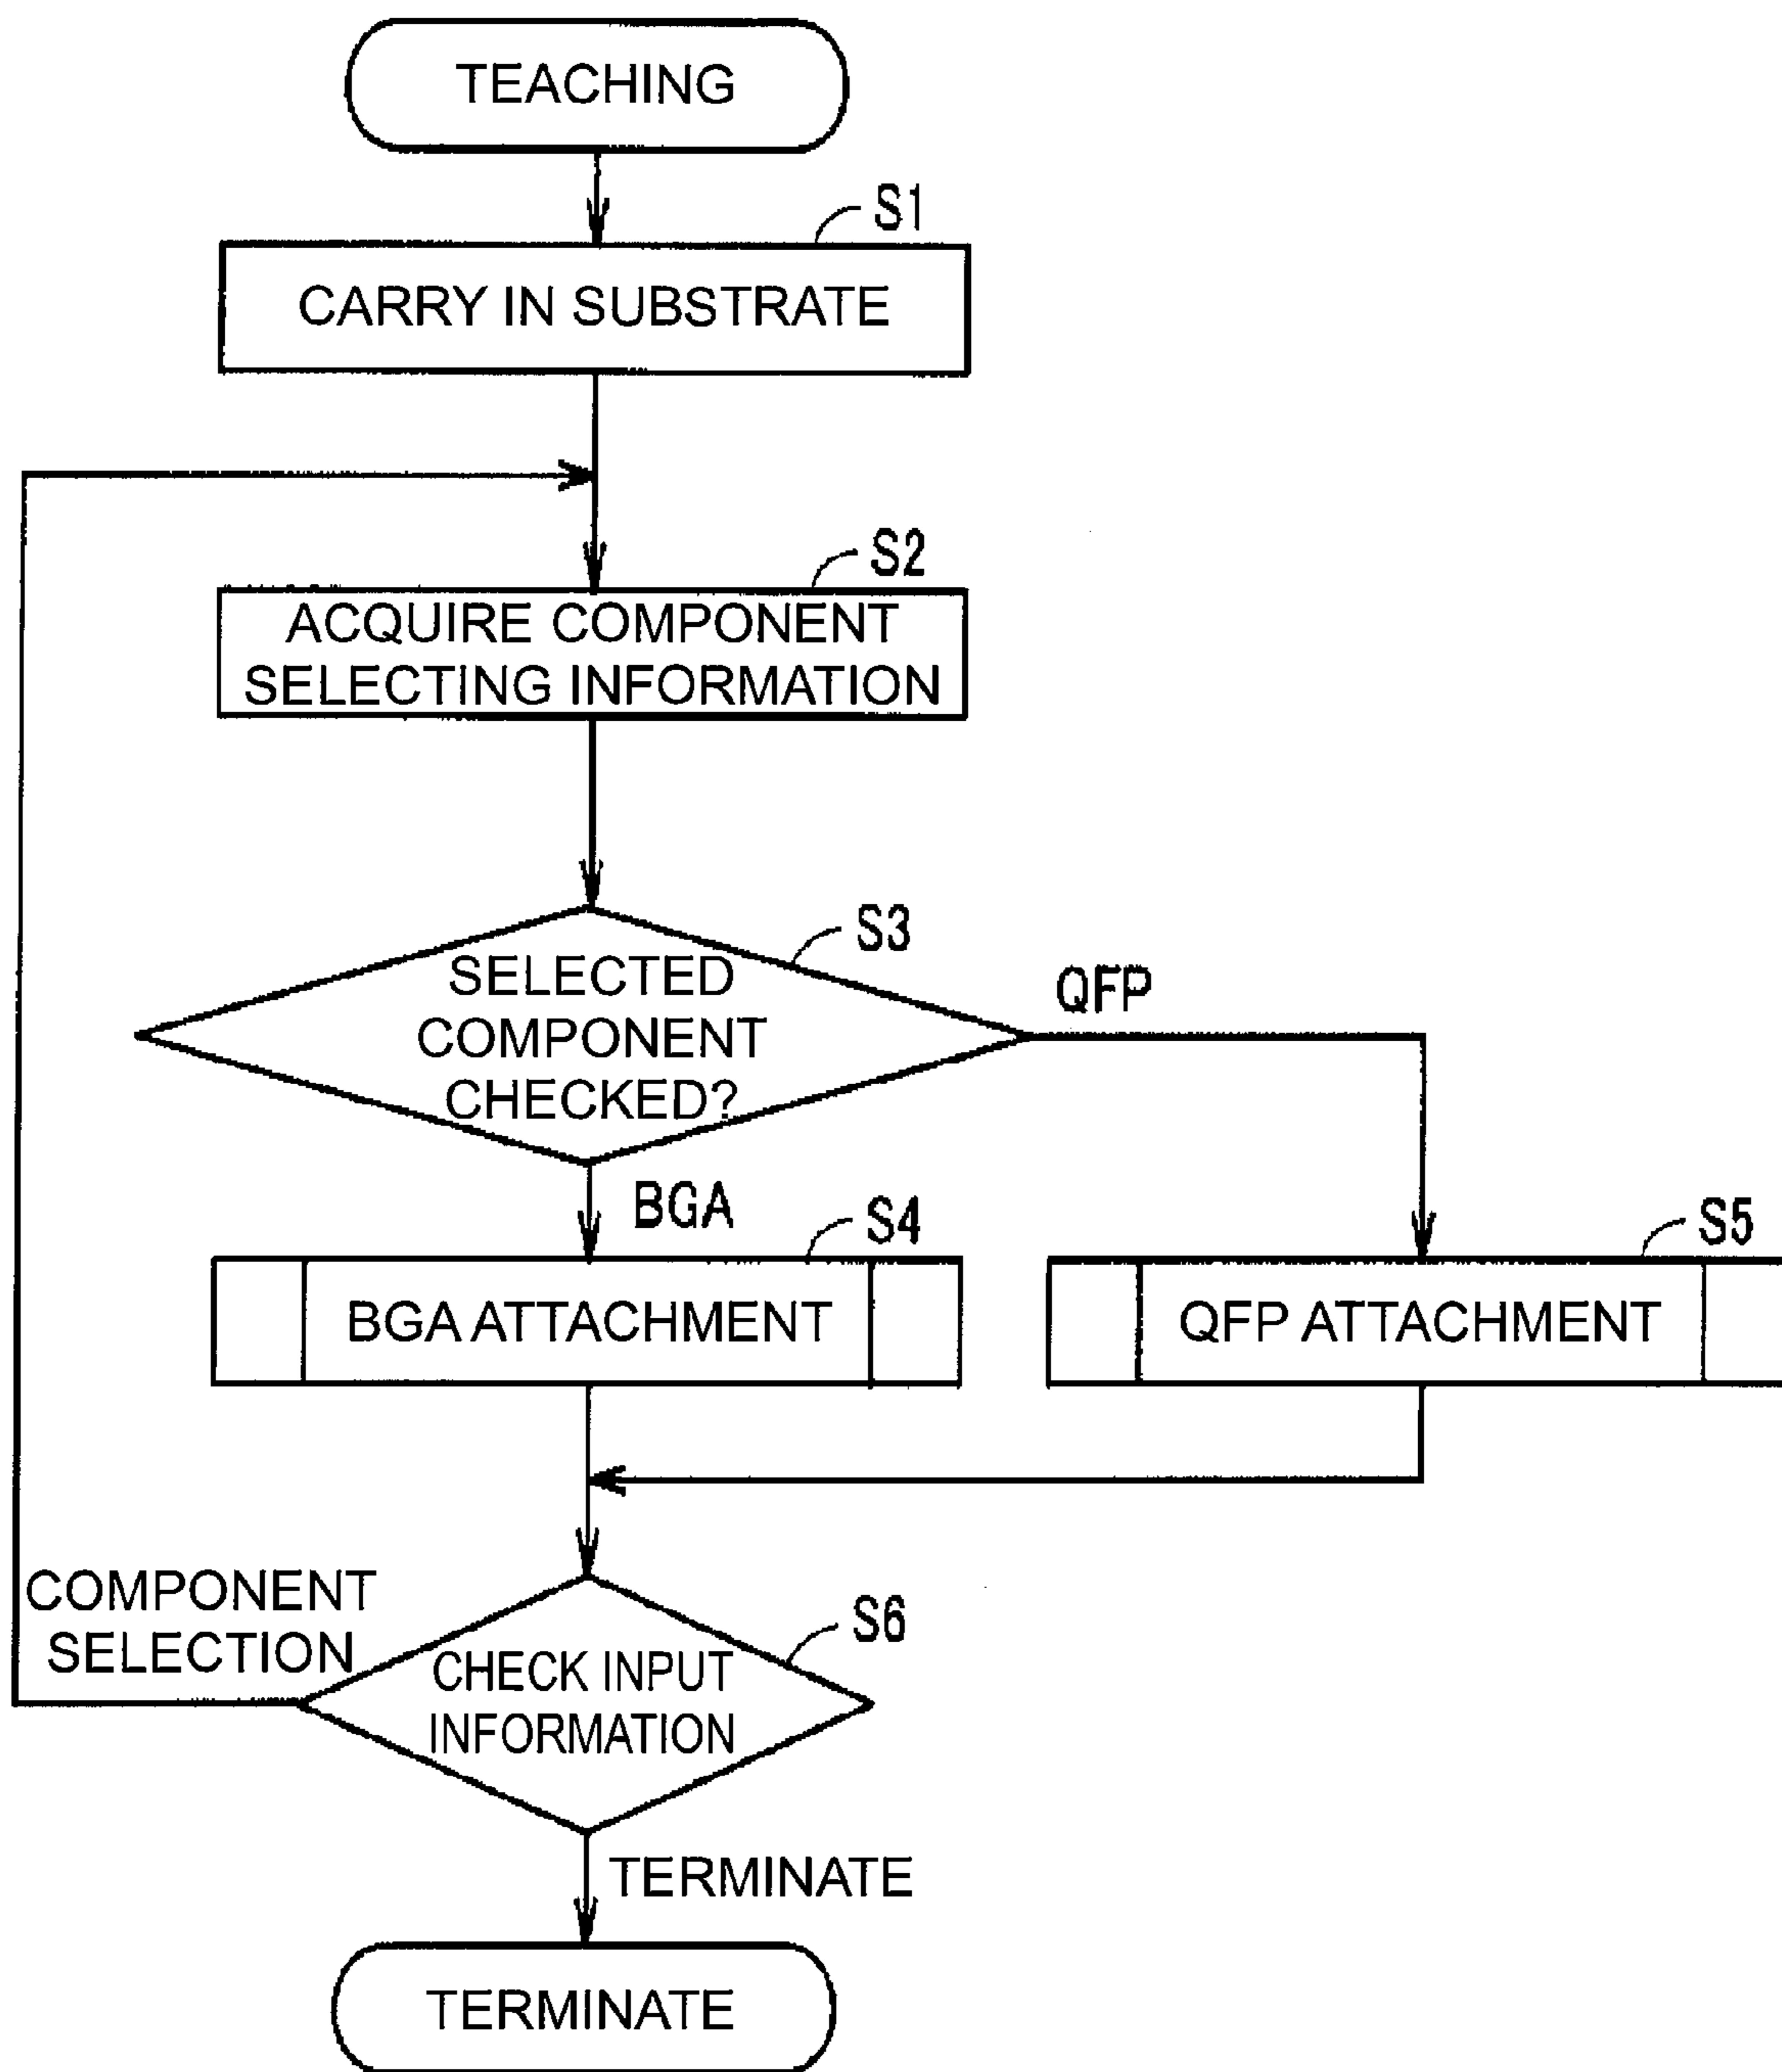 TEACHING
S1
CARRY IN SUBSTRATE
S2
ACQUIRE COMPONENT
SELECTING INFORMATION
S3
SELECTED
COMPONENT
CHECKED?
QFP
BGA
S4
BGA ATTACHMENT
S5
QFP ATTACHMENT
COMPONENT
SELECTION
S6
CHECK INPUT
INFORMATION
TERMINATE
TERMINATE